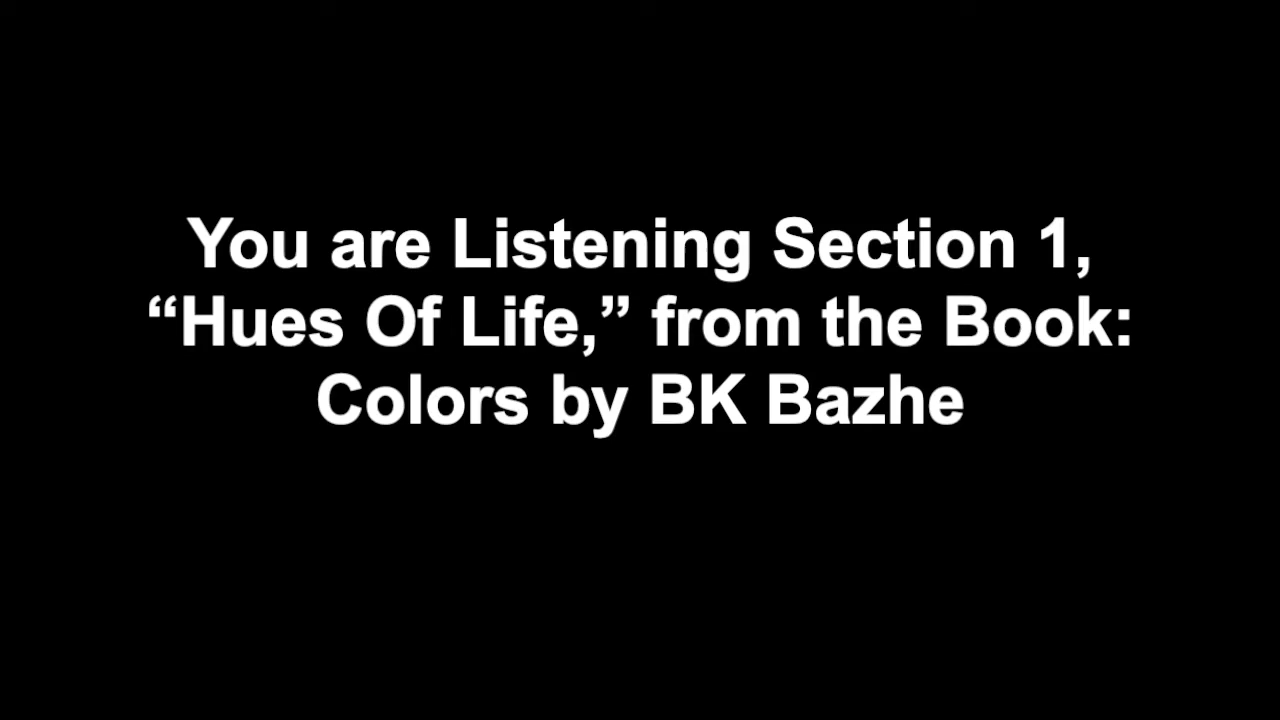 You are Listening Section 1,
“Hues Of Life,” from the Book:
Colors by BK Bazhe